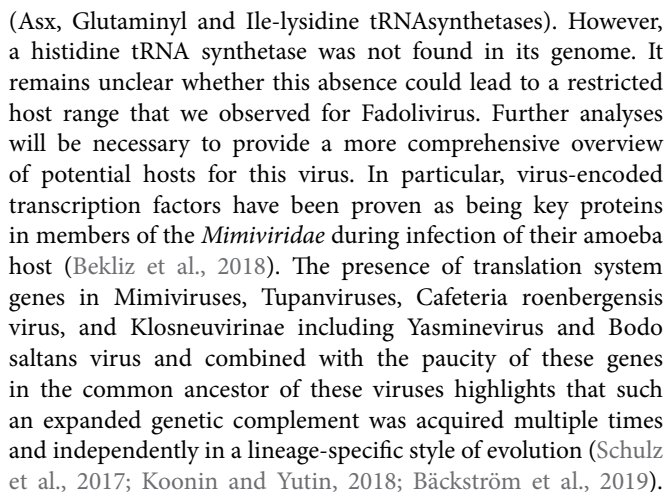 (Asx, Glutaminyl and Ile-lysidine tRNAsynthetases). However,
a histidine tRNA synthetase was not found in its genome. It
remains unclear whether this absence could lead to a restricted
host range that we observed for Fadolivirus. Further analyses
will be necessary to provide a more comprehensive overview
of potential hosts for this virus. In particular, virus-encoded
transcription factors have been proven as being key proteins
in members of the Mimiviridae during infection of their amoeba
host (Bekliz et al., 2018). The presence of translation system
genes in Mimiviruses, Tupanviruses, Cafeteria roenbergensis
virus, and Klosneuvirinae including Yasminevirus and Bodo
saltans virus and combined with the paucity of these genes
in the common ancestor of these viruses highlights that such
an expanded genetic complement was acquired multiple times
and independently in a lineage-specific style of evolution (Schulz
et al., 2017; Koonin and Yutin, 2018; Bäckström et al., 2019).